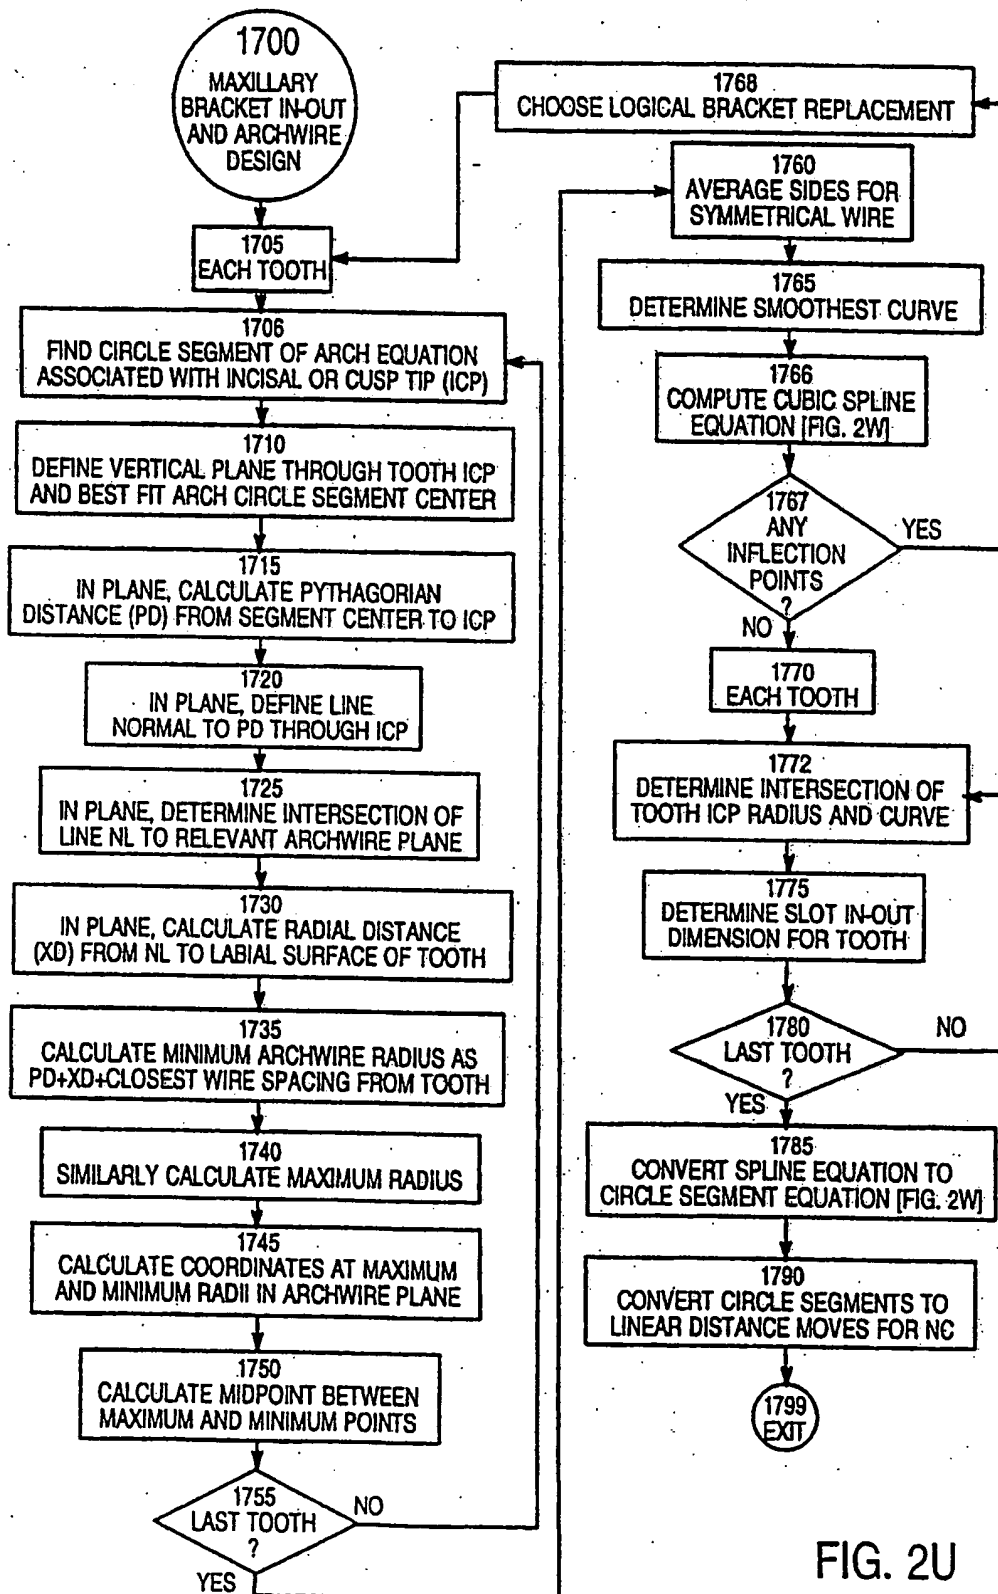 1700
MAXILLARY
BRACKET IN-OUT
AND ARCHWIRE
DESIGN
1705
EACH TOOTH
1706
FIND CIRCLE SEGMENT OF ARCH EQUATION
ASSOCIATED WITH INCISAL OR CUSP TIP (ICP)
1710
DEFINE VERTICAL PLANE THROUGH TOOTH ICP
AND BEST FIT ARCH CIRCLE SEGMENT CENTER
1715
IN PLANE, CALCULATE PYTHAGORIAN
DISTANCE (PD) FROM SEGMENT CENTER TO ICP
1720
IN PLANE, DEFINE LINE
NORMAL TO PD THROUGH ICP
1725
IN PLANE, DETERMINE INTERSECTION OF
LINE NL TO RELEVANT ARCHWIRE PLANE
1730
IN PLANE, CALCULATE RADIAL DISTANCE
(XD) FROM NL TO LABIAL SURFACE OF TOOTH
1735
CALCULATE MINIMUM ARCHWIRE RADIUS AS
PD+XD+CLOSEST WIRE SPACING FROM TOOTH
1740
SIMILARLY CALCULATE MAXIMUM RADIUS
1745
CALCULATE COORDINATES AT MAXIMUM
AND MINIMUM RADII IN ARCHWIRE PLANE
1750
CALCULATE MIDPOINT BETWEEN
MAXIMUM AND MINIMUM POINTS
1755
LAST TOOTH
?
NO
YES
1768
CHOOSE LOGICAL BRACKET REPLACEMENT
1760
AVERAGE SIDES FOR
SYMMETRICAL WIRE
1765
DETERMINE SMOOTHEST CURVE
1766
COMPUTE CUBIC SPLINE
EQUATION [FIG. 2W]
1767
ANY
INFLECTION
POINTS
?
YES
NO
1770
EACH TOOTH
1772
DETERMINE INTERSECTION OF
TOOTH ICP RADIUS AND CURVE
1775
DETERMINE SLOT IN-OUT
DIMENSION FOR TOOTH
1780
LAST TOOTH
?
NO
YES
1785
CONVERT SPLINE EQUATION TO
CIRCLE SEGMENT EQUATION [FIG. 2W]
1790
CONVERT CIRCLE SEGMENTS TO
LINEAR DISTANCE MOVES FOR NC
1799
EXIT
FIG. 2U